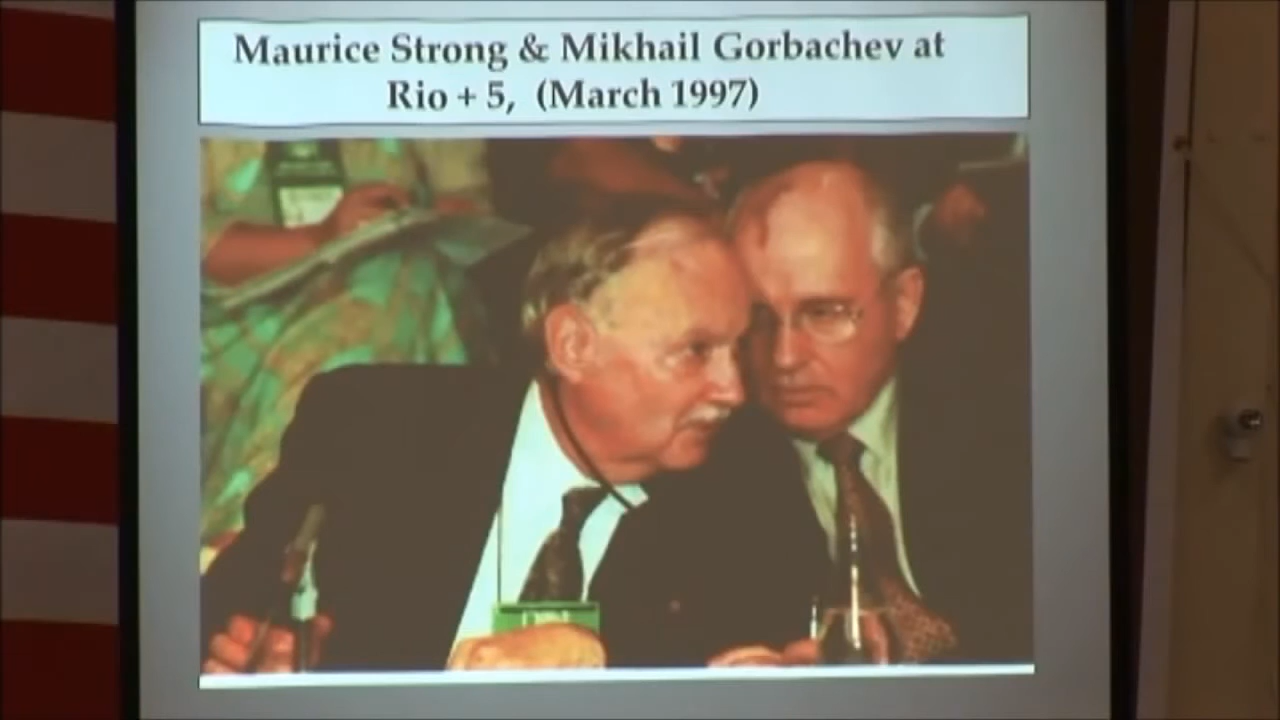 Maurice Strong & Mikhail Gorbachev at
Rio + 5, (March 1997)